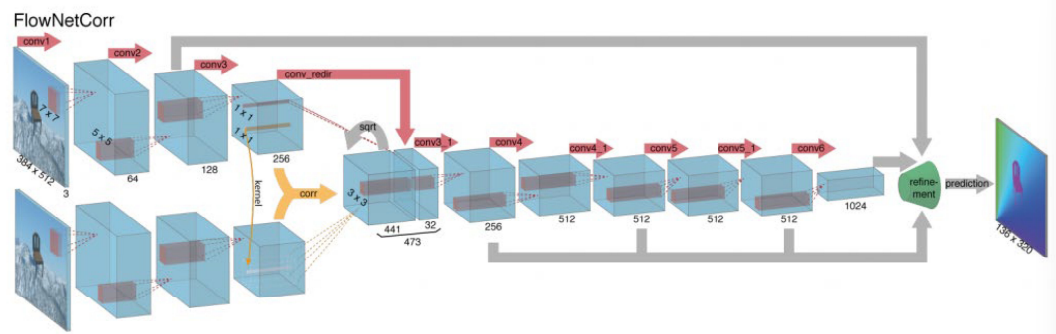 FlowNetCorr
conv1
conv2
conv3
conv_redir
7 x 7
5 x 5
1 x 1
1 x 1
384 x 512
3
64
128
256
kernel
corr
sqrt
conv3_1
conv4
conv4_1
conv5
conv5_1
conv6
3 x 3
441
32
473
256
512
512
512
512
1024
refine-
ment
prediction
136 x 320